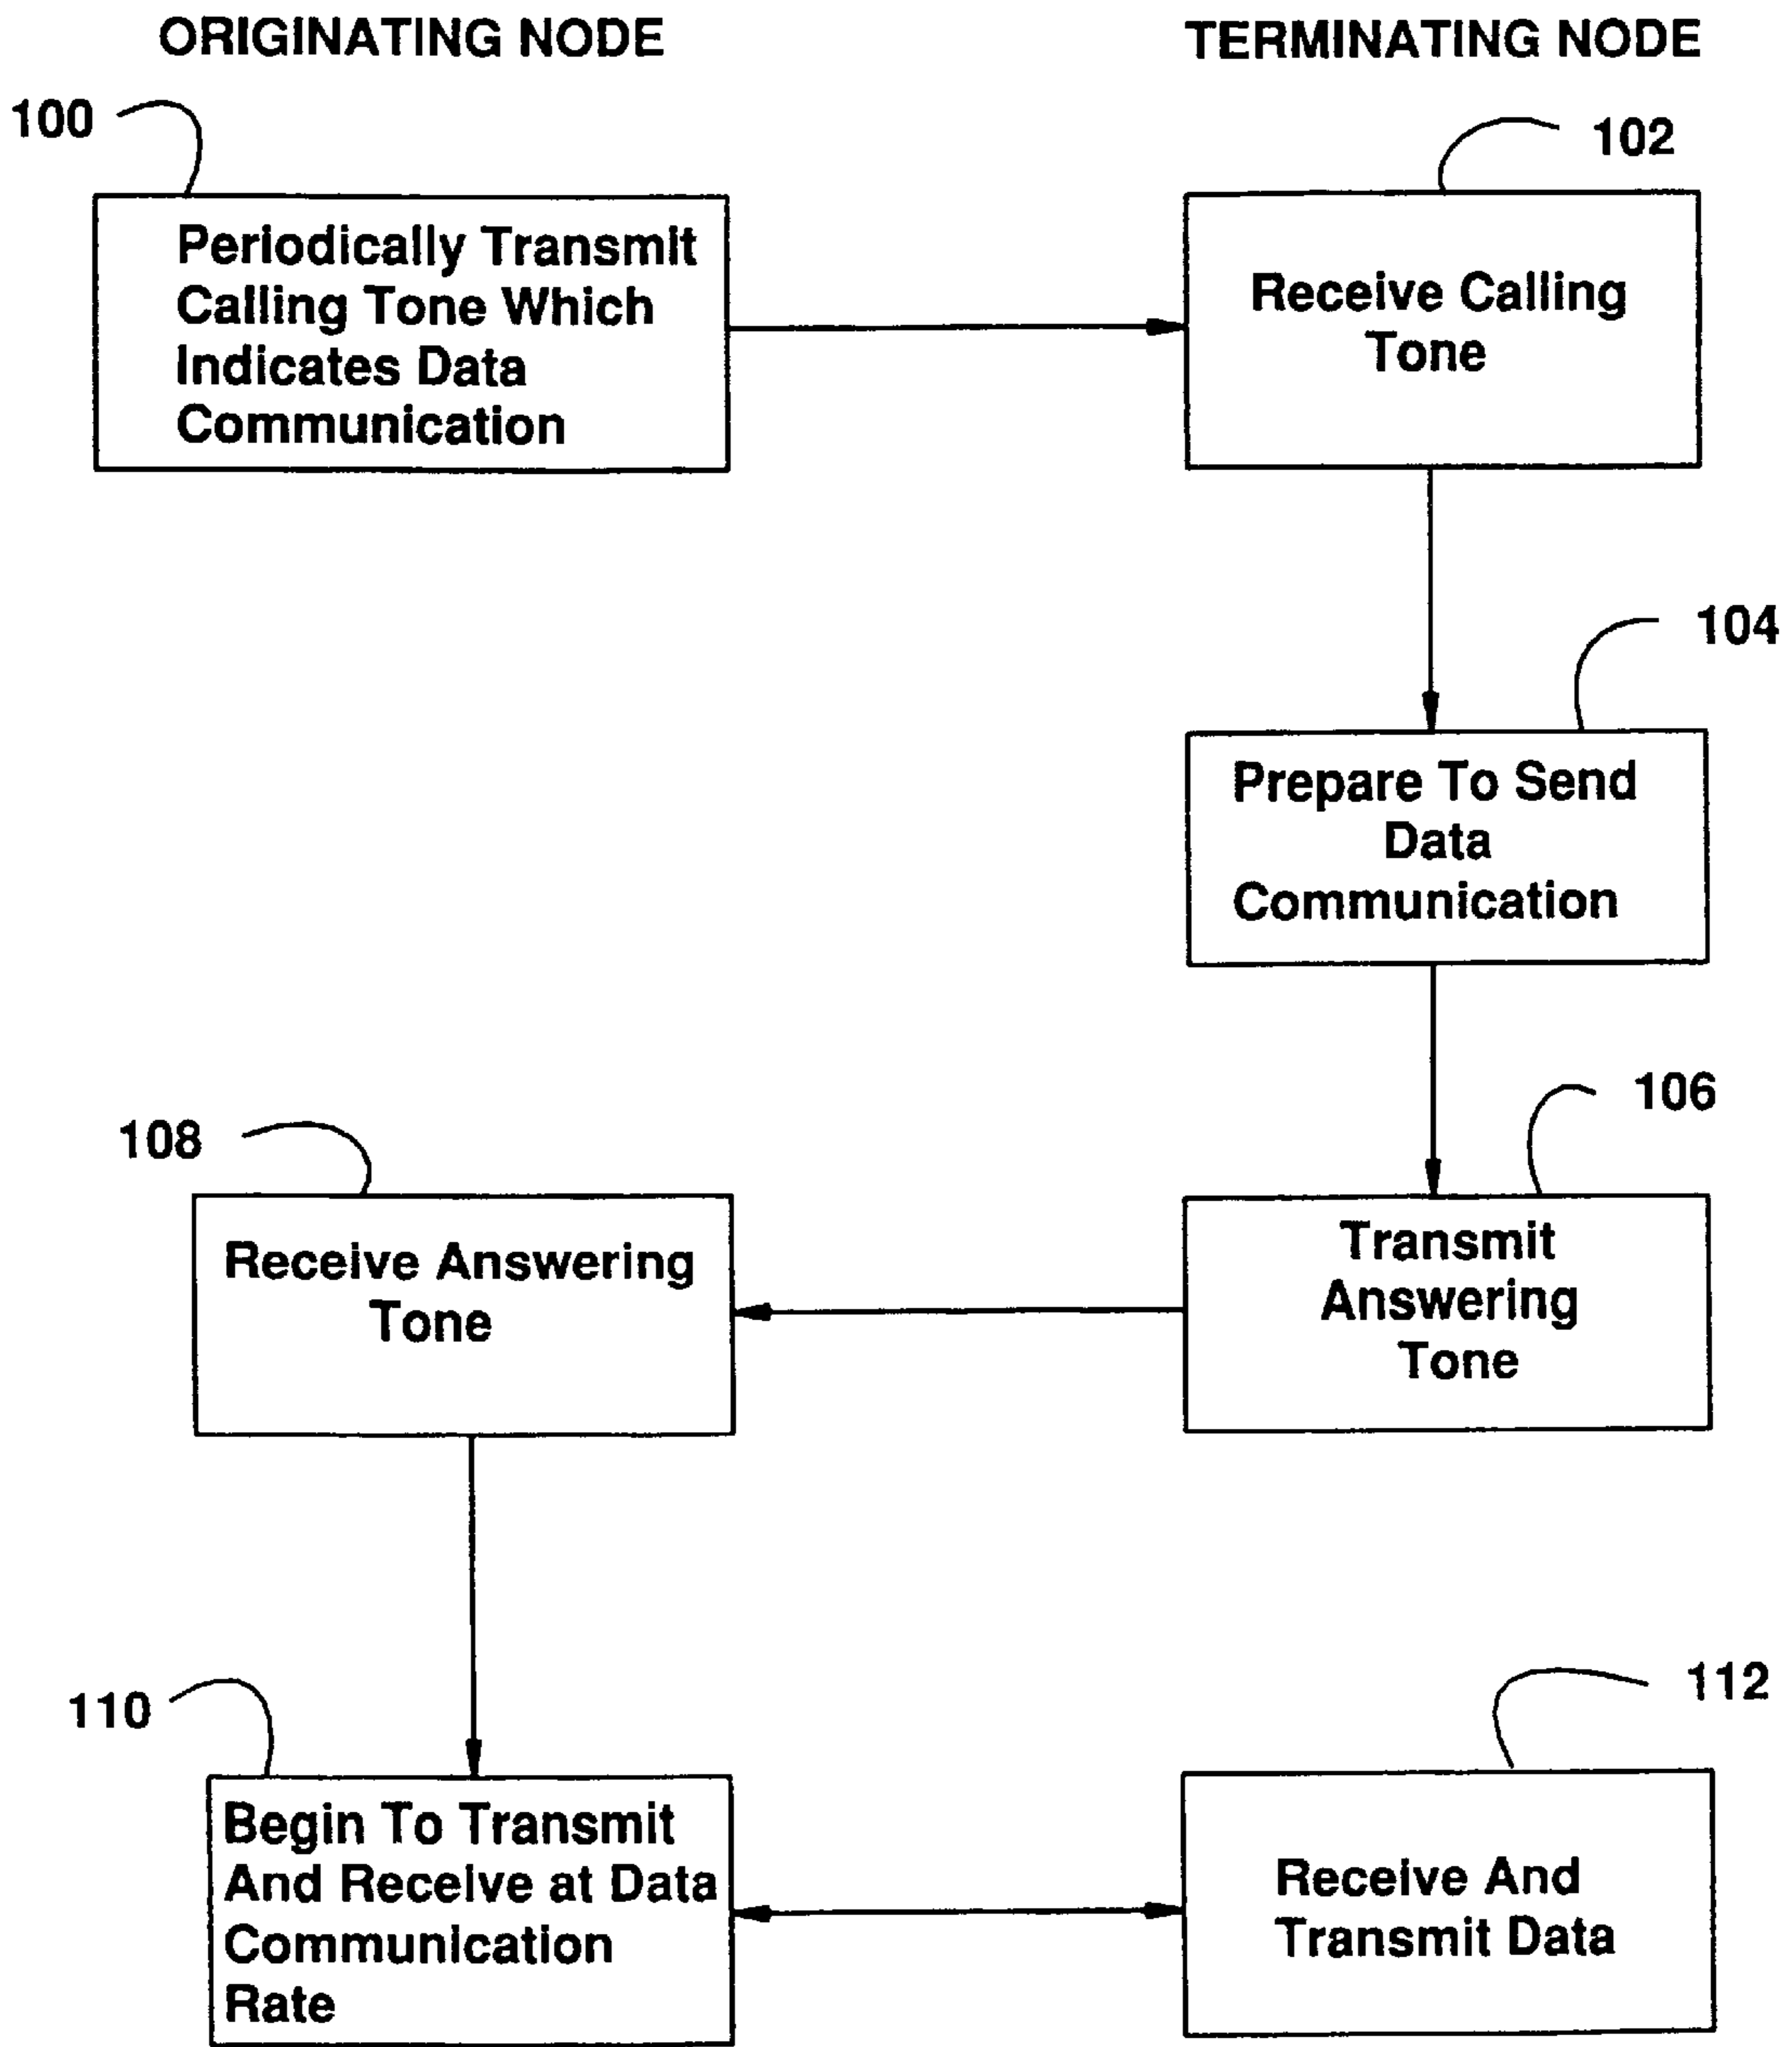 ORIGINATING NODE
TERMINATING NODE
100
102
Periodically Transmit
Calling Tone Which
Indicates Data
Communication
Receive Calling
Tone
104
Prepare To Send
Data
Communication
106
108
Transmit
Answering
Tone
Receive Answering
Tone
110
112
Begin To Transmit
And Receive at Data
Communication
Rate
Receive And
Transmit Data